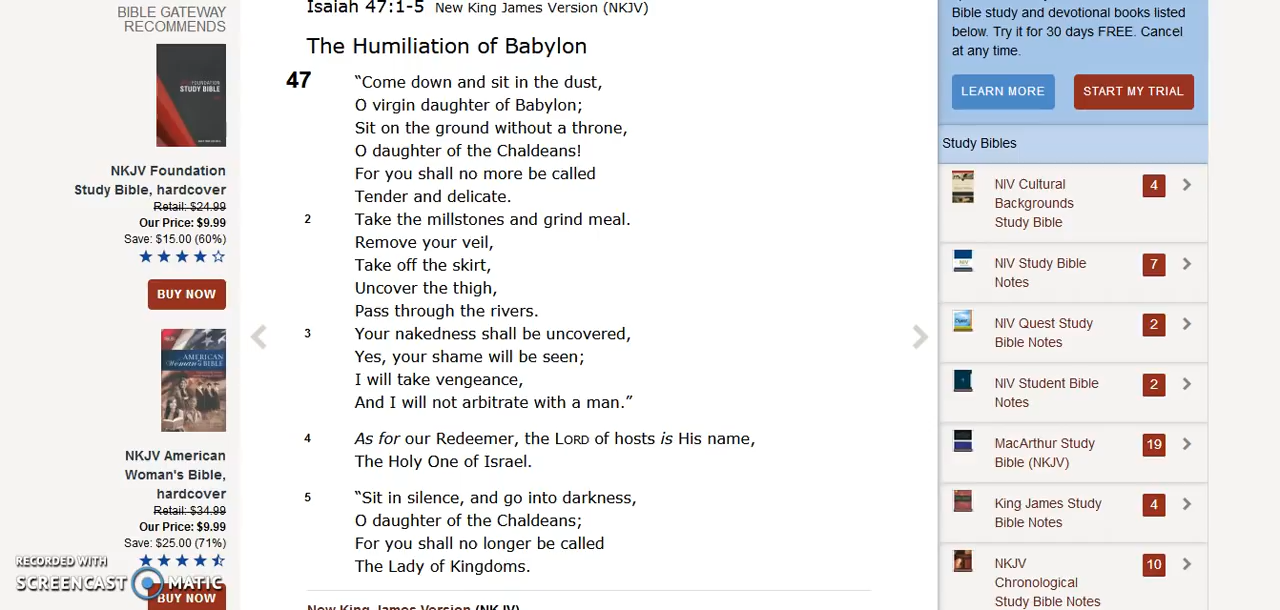 BIBLE GATEWAY
RECOMMENDS
FOUNDATION
STUDY BIBLE
NKJV Foundation
Study Bible, hardcover
Retail: $24.99
Our Price: $9.99
Save: $15.00 (60%)
BUY NOW
AMERICAN
Woman's BIBLE
NKJV American
Woman's Bible,
hardcover
Retail: $34.99
Our Price: $9.99
Save: $25.00 (71%)
BUY NOW
RECORDED WITH
SCREENCAST MATIC
Isaiah 47:1-5 New King James Version (NKJV)
The Humiliation of Babylon
47 “Come down and sit in the dust,
O virgin daughter of Babylon;
Sit on the ground without a throne,
O daughter of the Chaldeans!
For you shall no more be called
Tender and delicate.
2 Take the millstones and grind meal.
Remove your veil,
Take off the skirt,
Uncover the thigh,
Pass through the rivers.
3 Your nakedness shall be uncovered,
Yes, your shame will be seen;
I will take vengeance,
And I will not arbitrate with a man.”
4 As for our Redeemer, the LORD of hosts is His name,
The Holy One of Israel.
5 “Sit in silence, and go into darkness,
O daughter of the Chaldeans;
For you shall no longer be called
The Lady of Kingdoms.
New King James Version (NKJV)
Bible study and devotional books listed
below. Try it for 30 days FREE. Cancel
at any time.
LEARN MORE START MY TRIAL
Study Bibles
NIV Cultural
Backgrounds
Study Bible
4
NIV Study Bible
Notes
7
NIV Quest Study
Bible Notes
2
NIV Student Bible
Notes
2
MacArthur Study
Bible (NKJV)
19
King James Study
Bible Notes
4
NKJV
Chronological
Study Bible Notes
10